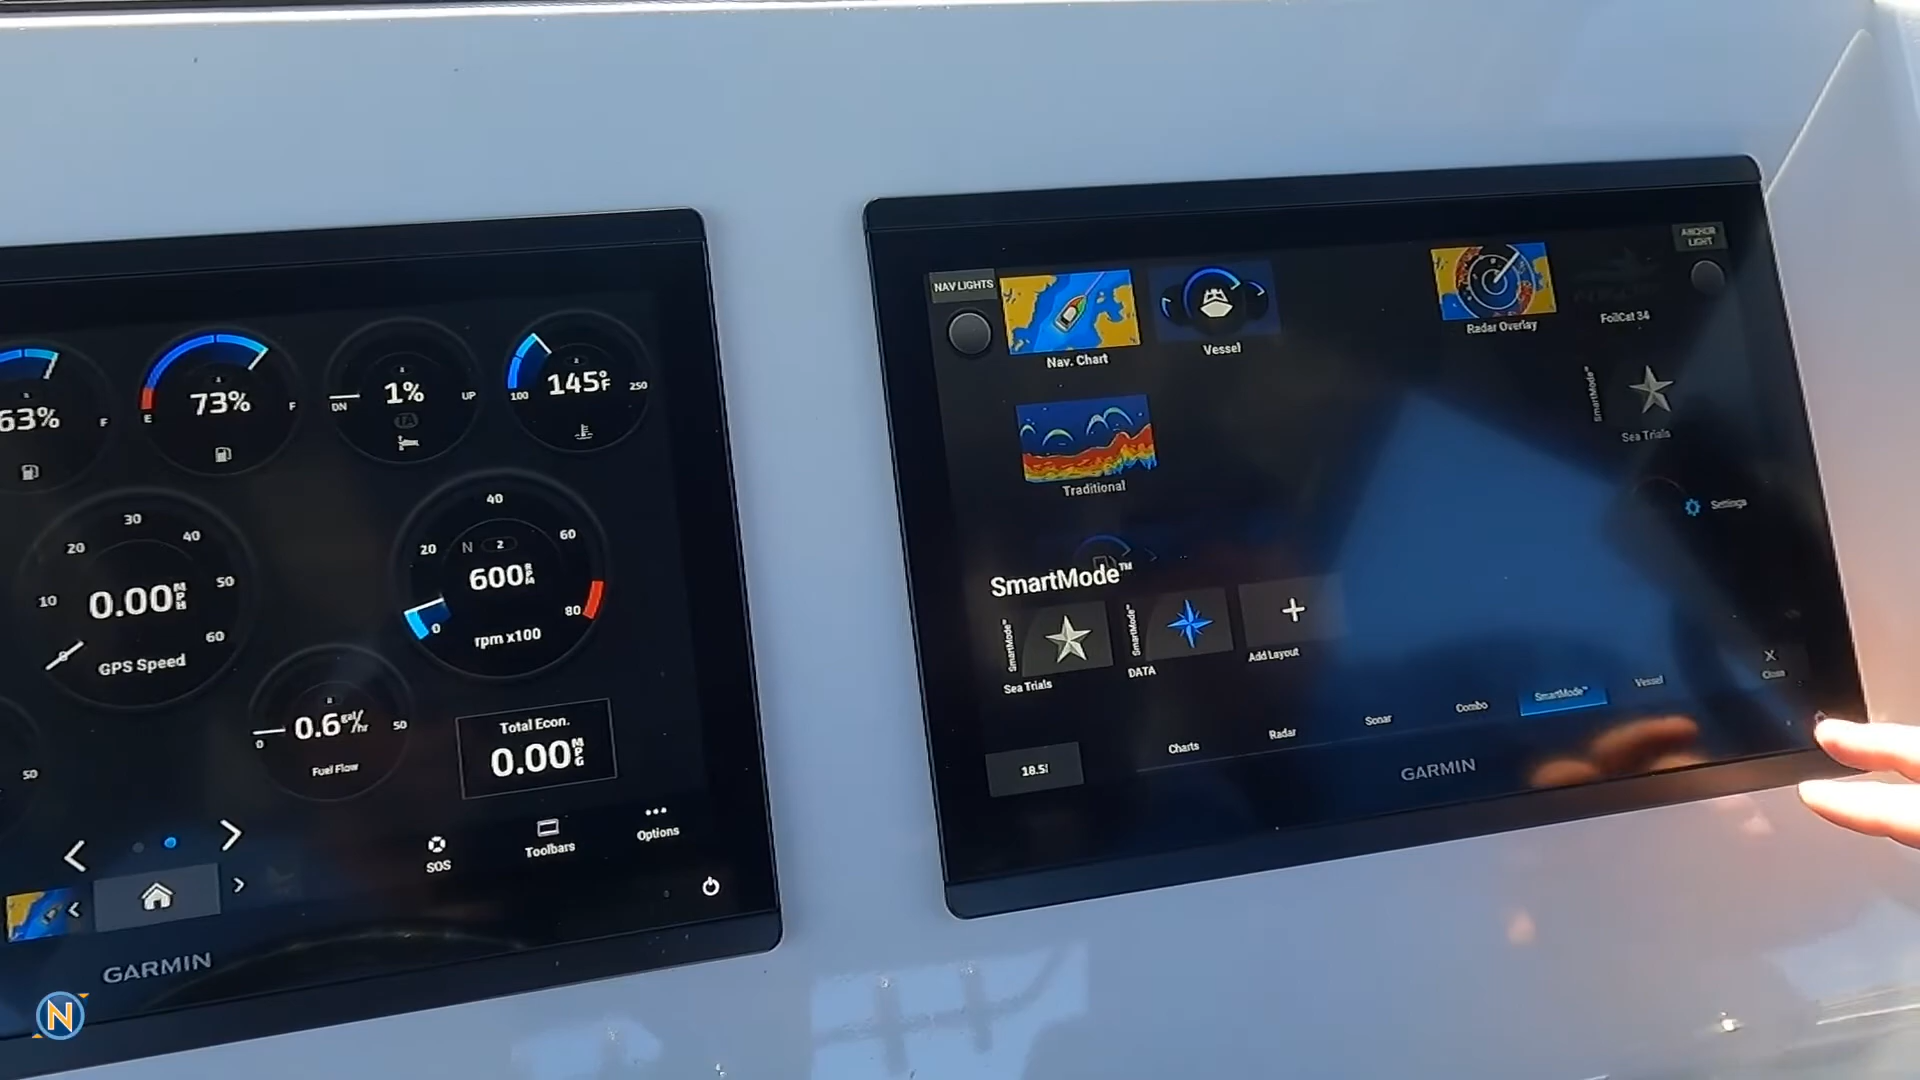 63%
F
E
73%
F
DN
1%
UP
100
145°F
250
10
20
30
40
50
60
0.00 MPH
GPS Speed
0
20
40
60
80
N 2
600 RPM
rpm x100
50
0
0.6 gal/hr
50
Fuel Flow
Total Econ.
0.00 MPG
SOS
Toolbars
Options
GARMIN
N
NAV LIGHTS
Nav. Chart
Vessel
Radar Overlay
FoilCat 34
ANCHOR
LIGHT
Traditional
SmartMode™
Sea Trials
Settings
SmartMode™
SmartMode™
Sea Trials
SmartMode™
DATA
Add Layout
18.5
Charts
Radar
Sonar
Combo
SmartMode™
Vessel
Close
GARMIN